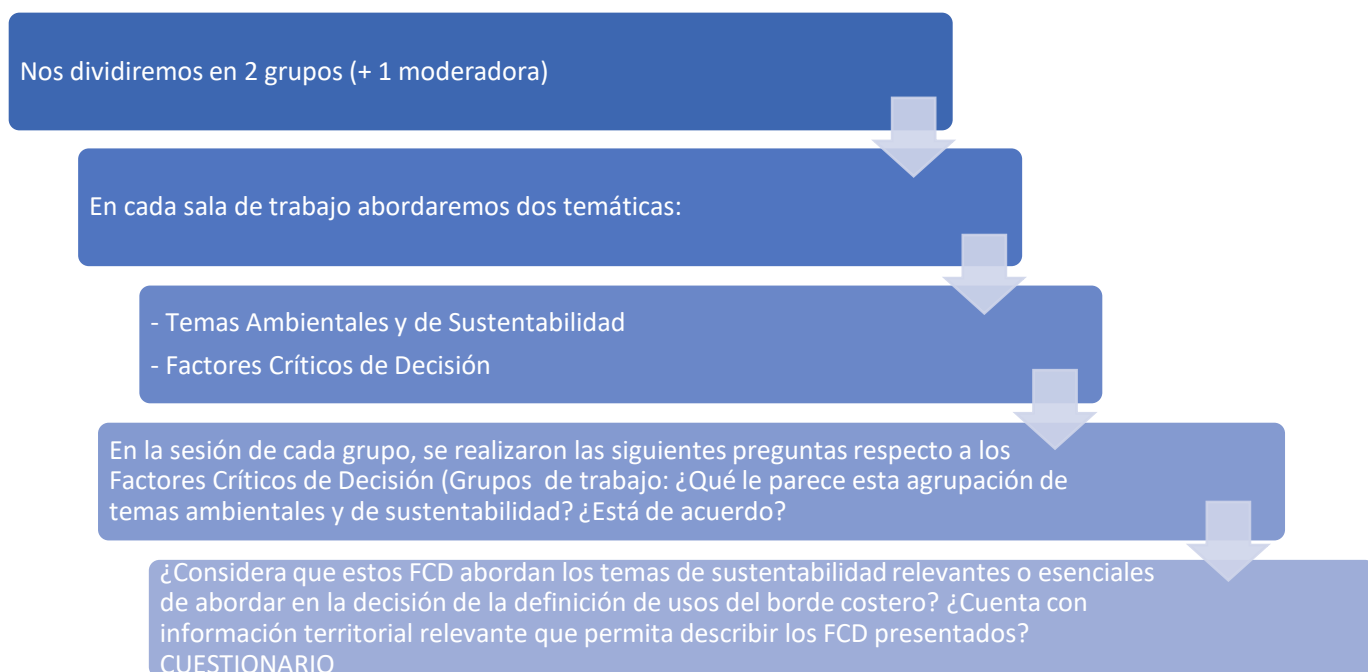 Nos dividiremos en 2 grupos (+ 1 moderadora)
En cada sala de trabajo abordaremos dos temáticas:
- Temas Ambientales y de Sustentabilidad
- Factores Críticos de Decisión
En la sesión de cada grupo, se realizaron las siguientes preguntas respecto a los
Factores Críticos de Decisión (Grupos de trabajo: ¿Qué le parece esta agrupación de
temas ambientales y de sustentabilidad? ¿Está de acuerdo?
¿Considera que estos FCD abordan los temas de sustentabilidad relevantes o esenciales
de abordar en la decisión de la definición de usos del borde costero? ¿Cuenta con
información territorial relevante que permita describir los FCD presentados?
CUESTIONARIO